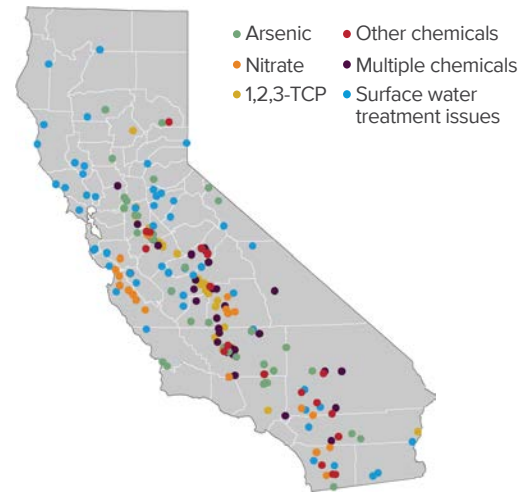 Arsenic
Nitrate
1,2,3-TCP
Other chemicals
Multiple chemicals
Surface water
treatment issues